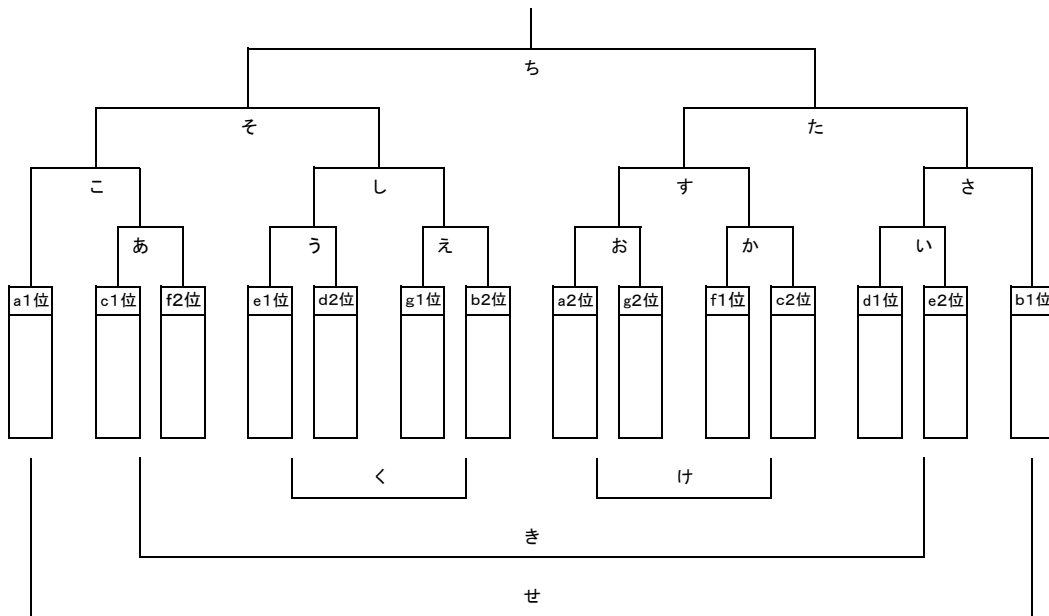 ち
そ た
こ し す さ
あ う え お か い
a1位 c1位 f2位 e1位 d2位 g1位 b2位 a2位 g2位 f1位 c2位 d1位 e2位 b1位
く け
き
せ